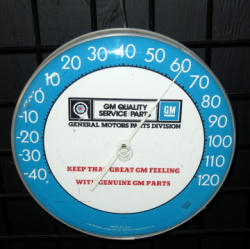 -40 -30 -20 -10 0 10 20 30 40 50 60 70 80 90 100 110 120
GM QUALITY
SERVICE/PARTS
GM
GENERAL MOTORS PARTS DIVISION
KEEP THAT GREAT GM FEELING
WITH GENUINE GM PARTS